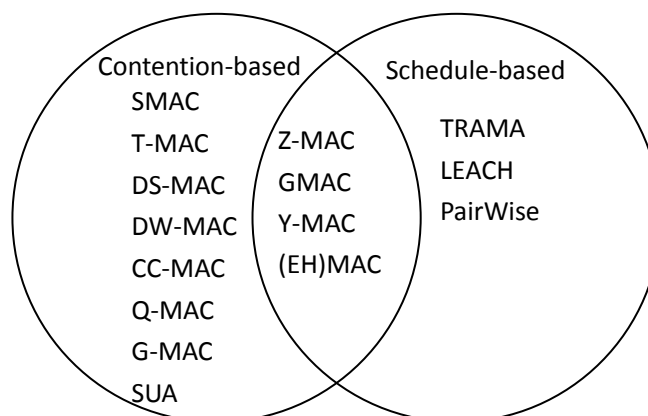 Contention-based
SMAC
T-MAC
DS-MAC
DW-MAC
CC-MAC
Q-MAC
G-MAC
SUA
Z-MAC
GMAC
Y-MAC
(EH)MAC
Schedule-based
TRAMA
LEACH
PairWise